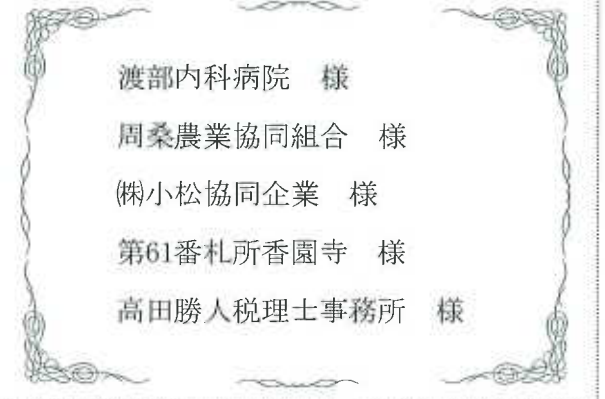 渡部内科病院　様
周桑農業協同組合　様
㈱小松協同企業　様
第61番札所香園寺　様
高田勝人税理士事務所　様